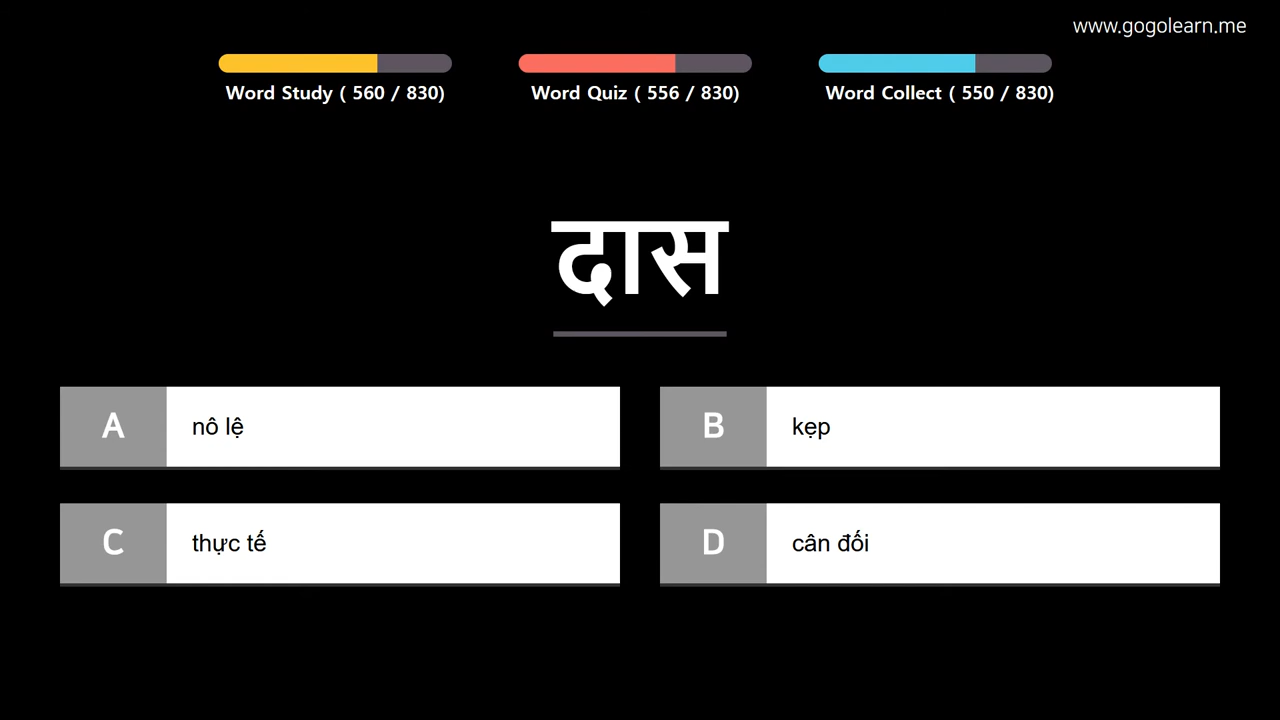 www.gogolearn.me
Word Study ( 560 / 830)
Word Quiz ( 556 / 830)
Word Collect ( 550 / 830)
दास
A nô lệ
B kẹp
C thực tế
D cân đối